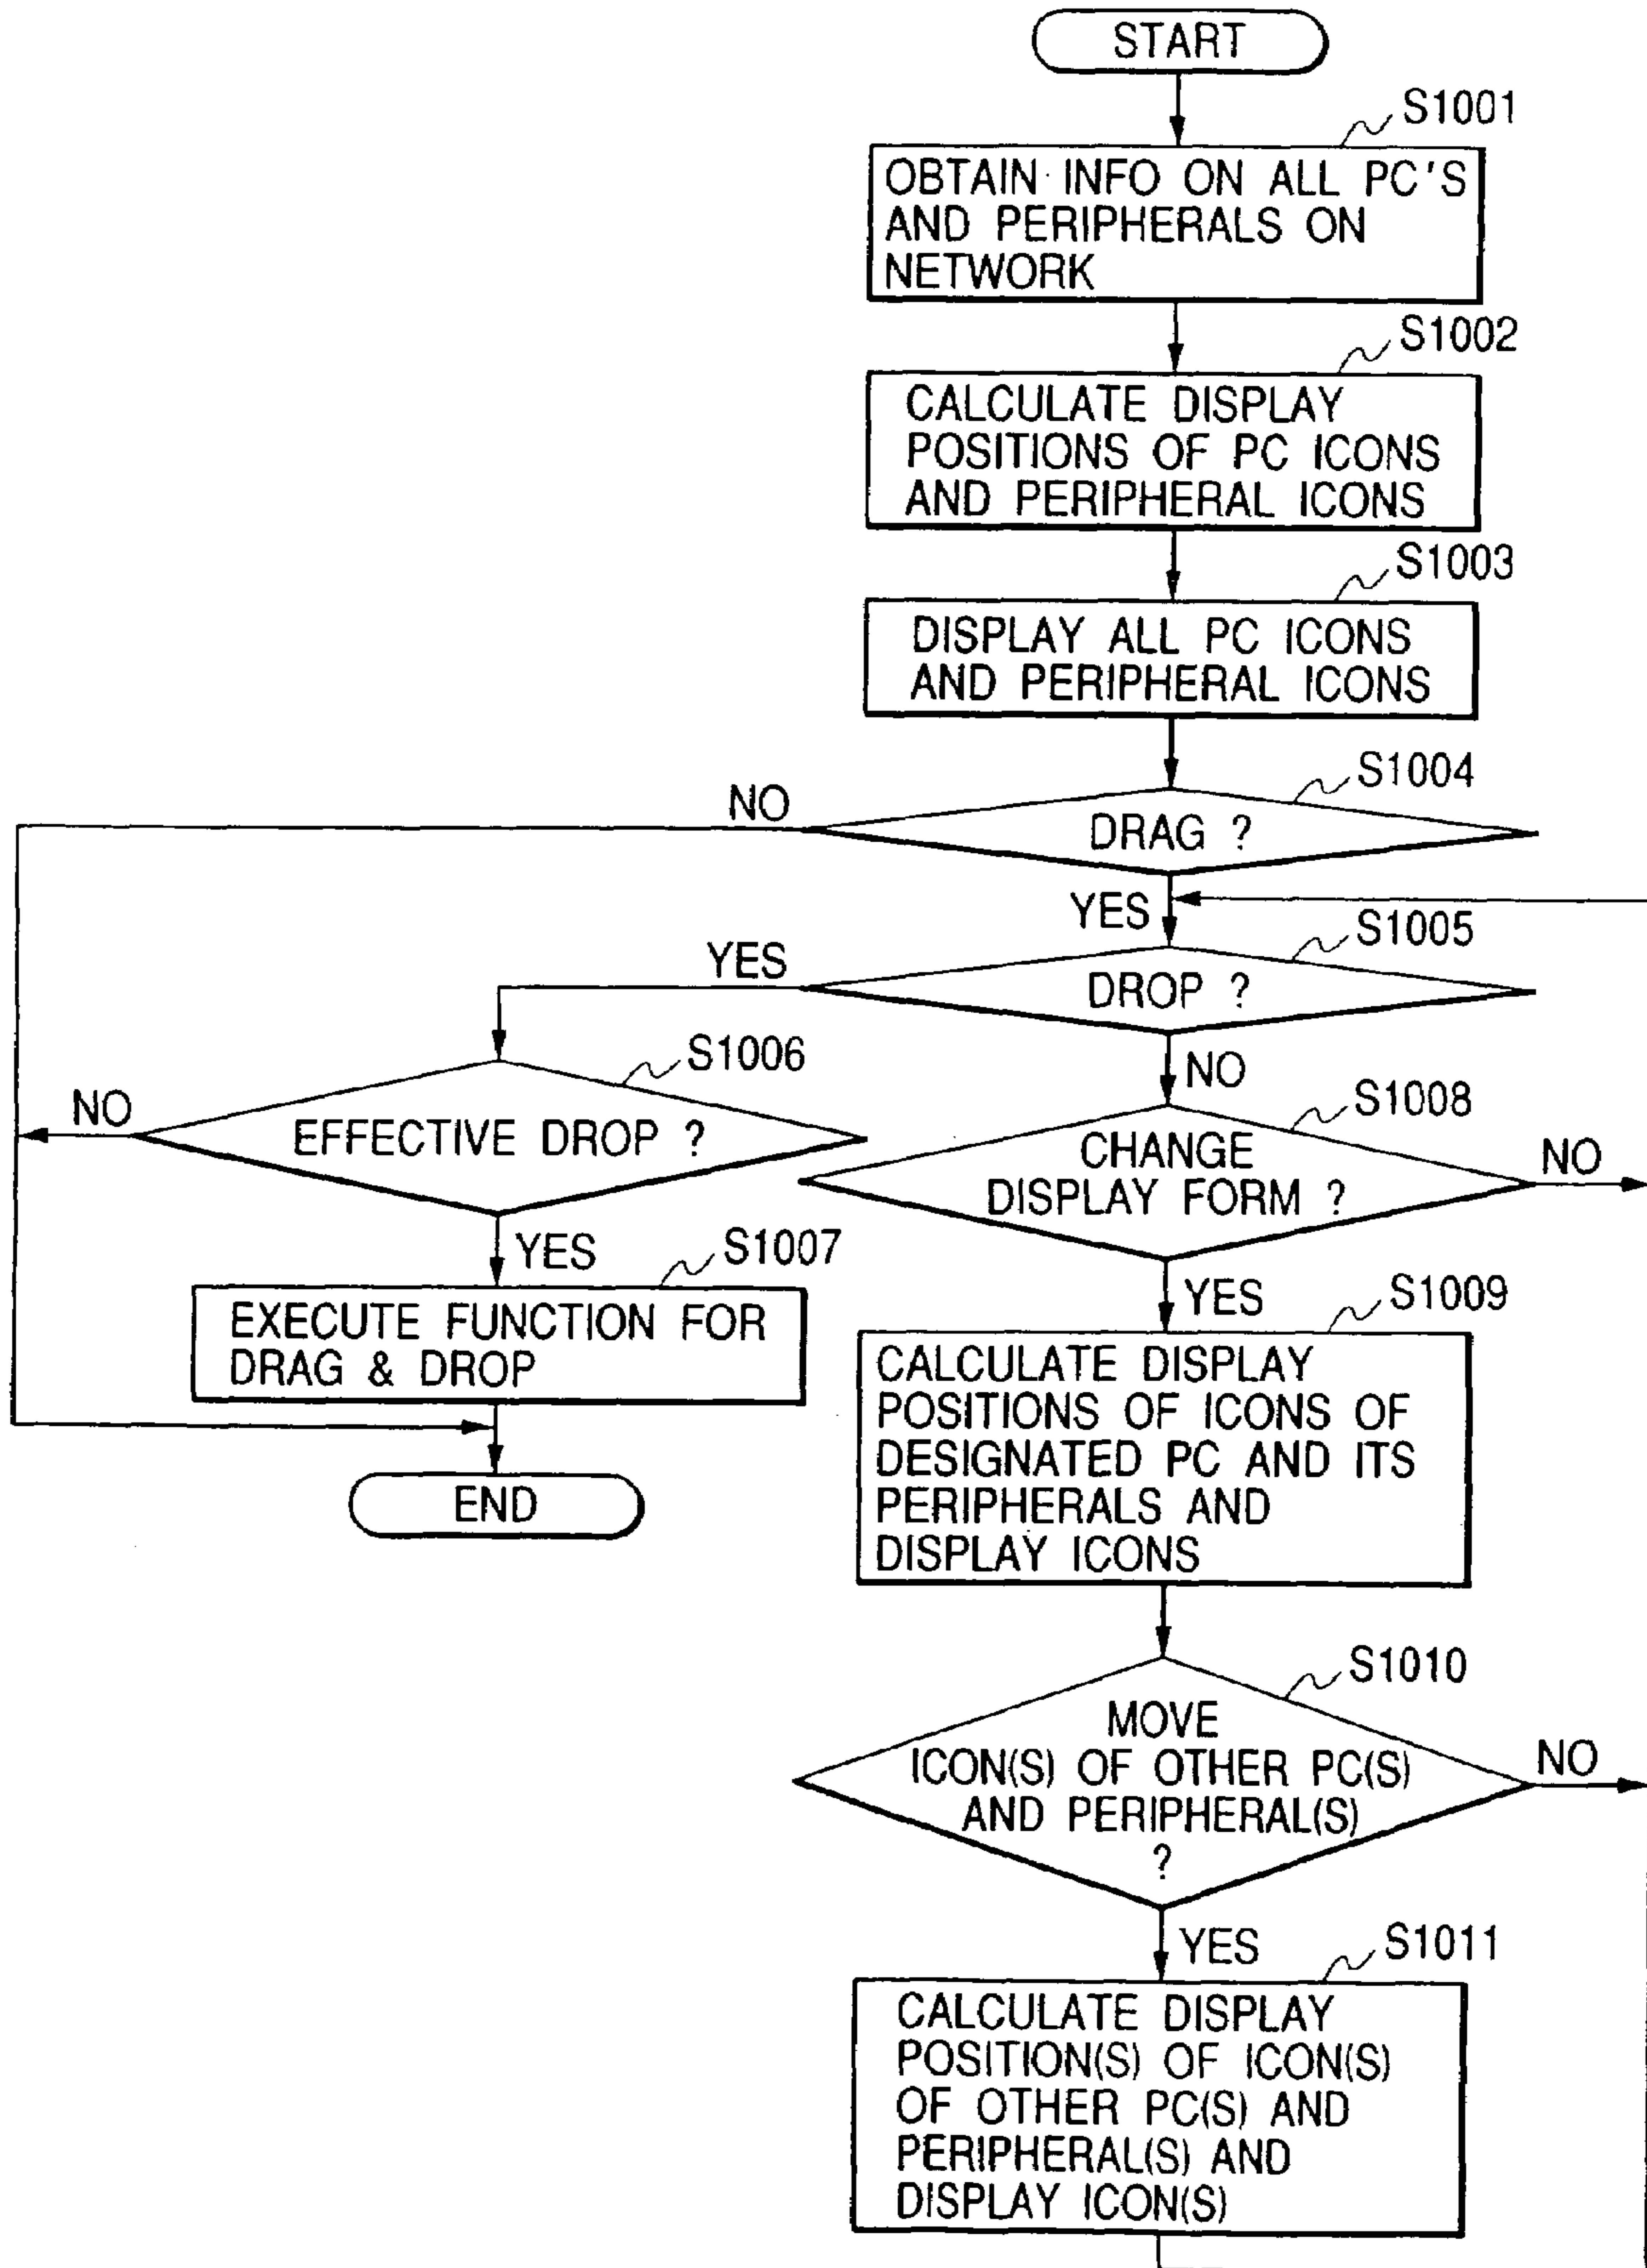 START
S1001
OBTAIN INFO ON ALL PC'S
AND PERIPHERALS ON
NETWORK
S1002
CALCULATE DISPLAY
POSITIONS OF PC ICONS
AND PERIPHERAL ICONS
S1003
DISPLAY ALL PC ICONS
AND PERIPHERAL ICONS
S1004
NO
DRAG ?
YES
S1005
YES
DROP ?
S1006
NO
NO
EFFECTIVE DROP ?
S1008
CHANGE
DISPLAY FORM ?
NO
YES
S1007
EXECUTE FUNCTION FOR
DRAG & DROP
END
YES
S1009
CALCULATE DISPLAY
POSITIONS OF ICONS OF
DESIGNATED PC AND ITS
PERIPHERALS AND
DISPLAY ICONS
S1010
MOVE
ICON(S) OF OTHER PC(S)
AND PERIPHERAL(S)
?
NO
YES
S1011
CALCULATE DISPLAY
POSITION(S) OF ICON(S)
OF OTHER PC(S) AND
PERIPHERAL(S) AND
DISPLAY ICON(S)